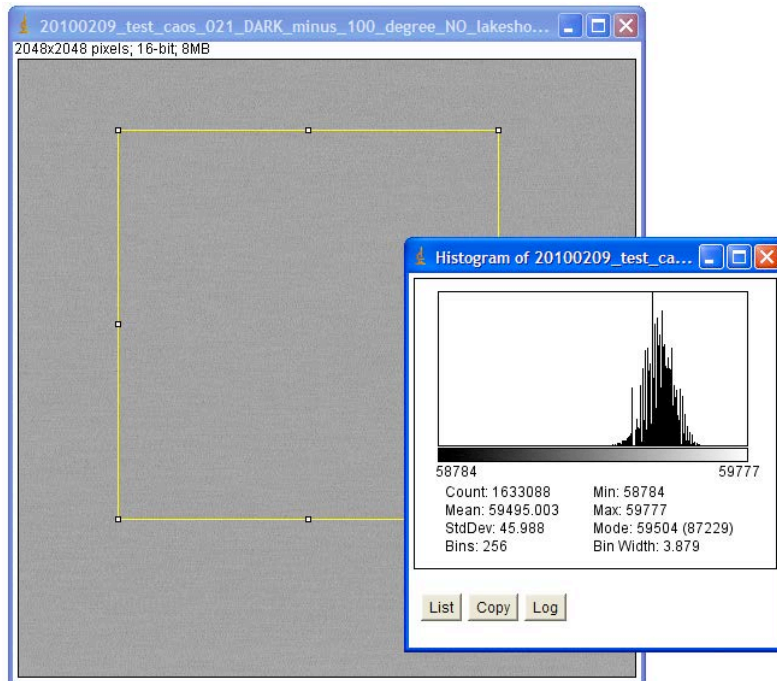 20100209_test_caos_021_DARK_minus_100_degree_NO_lakesho...
2048x2048 pixels; 16-bit; 8MB
Histogram of 20100209_test_ca...
58784 59777
Count: 1633088 Min: 58784
Mean: 59495.003 Max: 59777
StdDev: 45.988 Mode: 59504 (87229)
Bins: 256 Bin Width: 3.879
List Copy Log